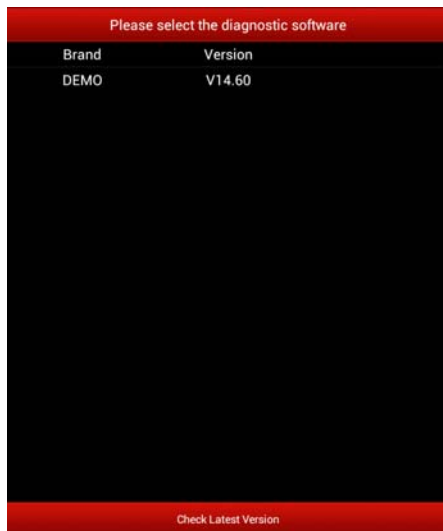 Please select the diagnostic software
Brand Version
DEMO V14.60
Check Latest Version